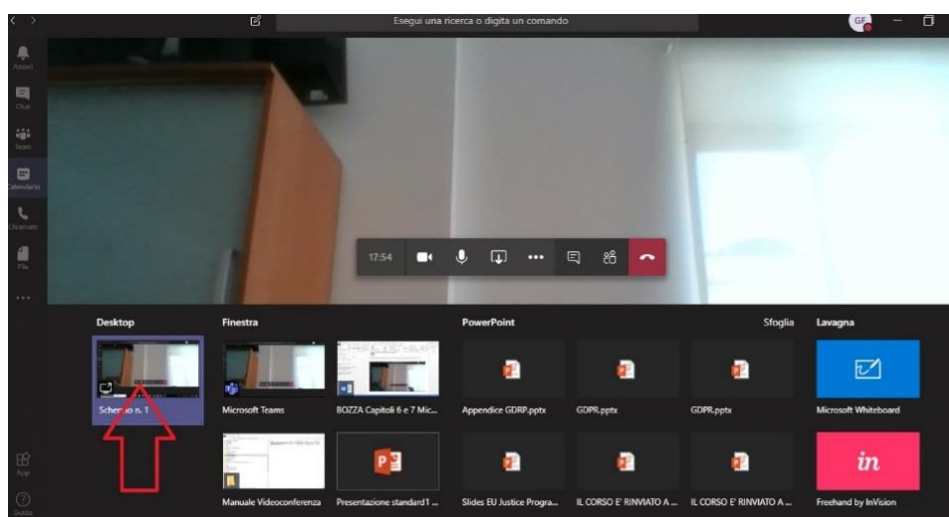 Esegui una ricerca o digita un comando
GF
Chat
Team
Calendario
Chiamate
File
17:54
Desktop
Finestra
PowerPoint
Sfoglia
Lavagna
Schermo n. 1
Microsoft Teams
BOZZA Capitoli 6 e 7 Mic...
Appendice GDRP.pptx
GDPR.pptx
GDPR.pptx
Microsoft Whiteboard
in
Manuale Videoconferenza
Presentazione standard1 ...
Slides EU Justice Progra...
IL CORSO E' RINVIATO A ...
IL CORSO E' RINVIATO A ...
Freehand by InVision
App
Guida